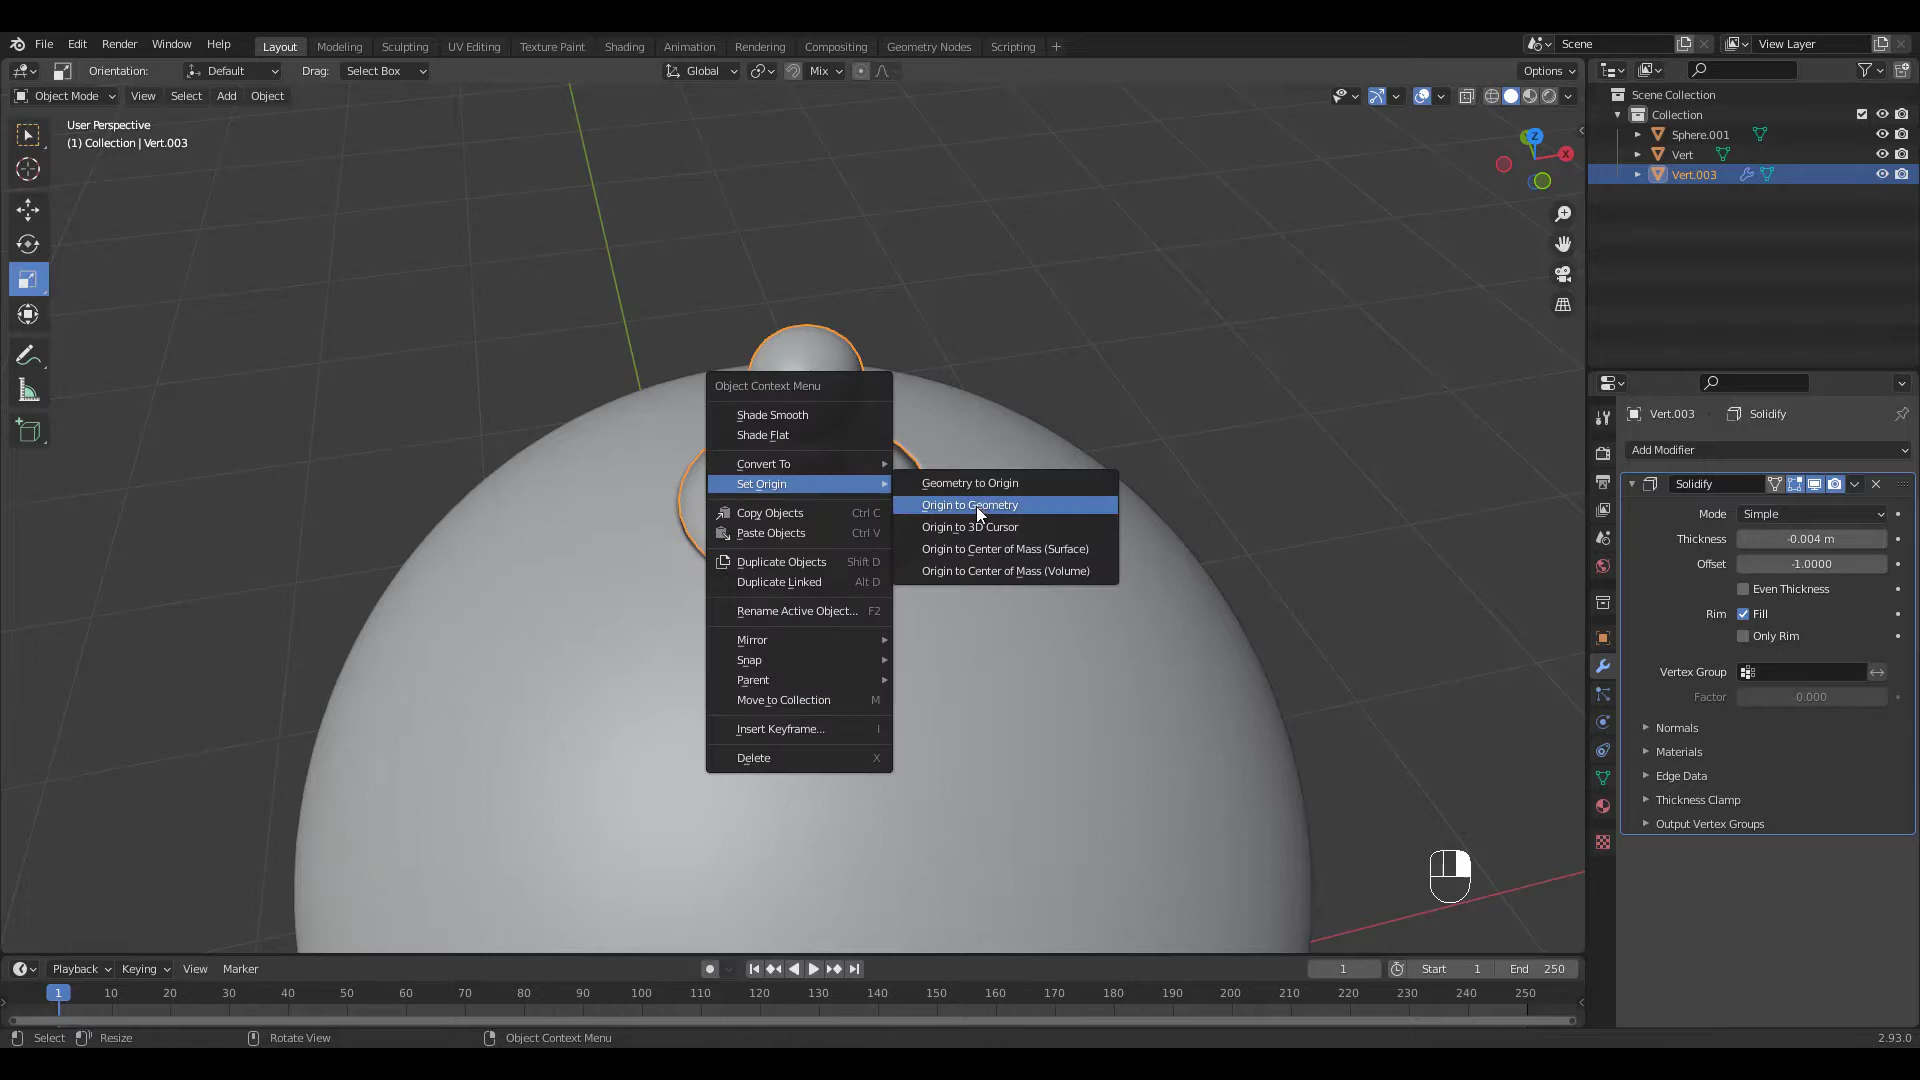 File Edit Render Window Help Layout Modeling Sculpting UV Editing Texture Paint Shading Animation Rendering Compositing Geometry Nodes Scripting + Scene View Layer
Orientation: Default Drag: Select Box Global Mix Options
Object Mode View Select Add Object
User Perspective
(1) Collection | Vert.003
Z
X
Scene Collection
Collection
Sphere.001
Vert
Vert.003
Object Context Menu
Shade Smooth
Shade Flat
Convert To
Set Origin
Copy Objects Ctrl C
Paste Objects Ctrl V
Duplicate Objects Shift D
Duplicate Linked Alt D
Rename Active Object... F2
Mirror
Snap
Parent
Move to Collection M
Insert Keyframe... I
Delete X
Geometry to Origin
Origin to Geometry
Origin to 3D Cursor
Origin to Center of Mass (Surface)
Origin to Center of Mass (Volume)
Vert.003 Solidify
Add Modifier
Solidify
Mode Simple
Thickness -0.004 m
Offset -1.0000
Even Thickness
Rim Fill
Only Rim
Vertex Group
Factor 0.000
Normals
Materials
Edge Data
Thickness Clamp
Output Vertex Groups
Playback Keying View Marker 1 Start 1 End 250
1 10 20 30 40 50 60 70 80 90 100 110 120 130 140 150 160 170 180 190 200 210 220 230 240 250
Select Resize Rotate View Object Context Menu 2.93.0